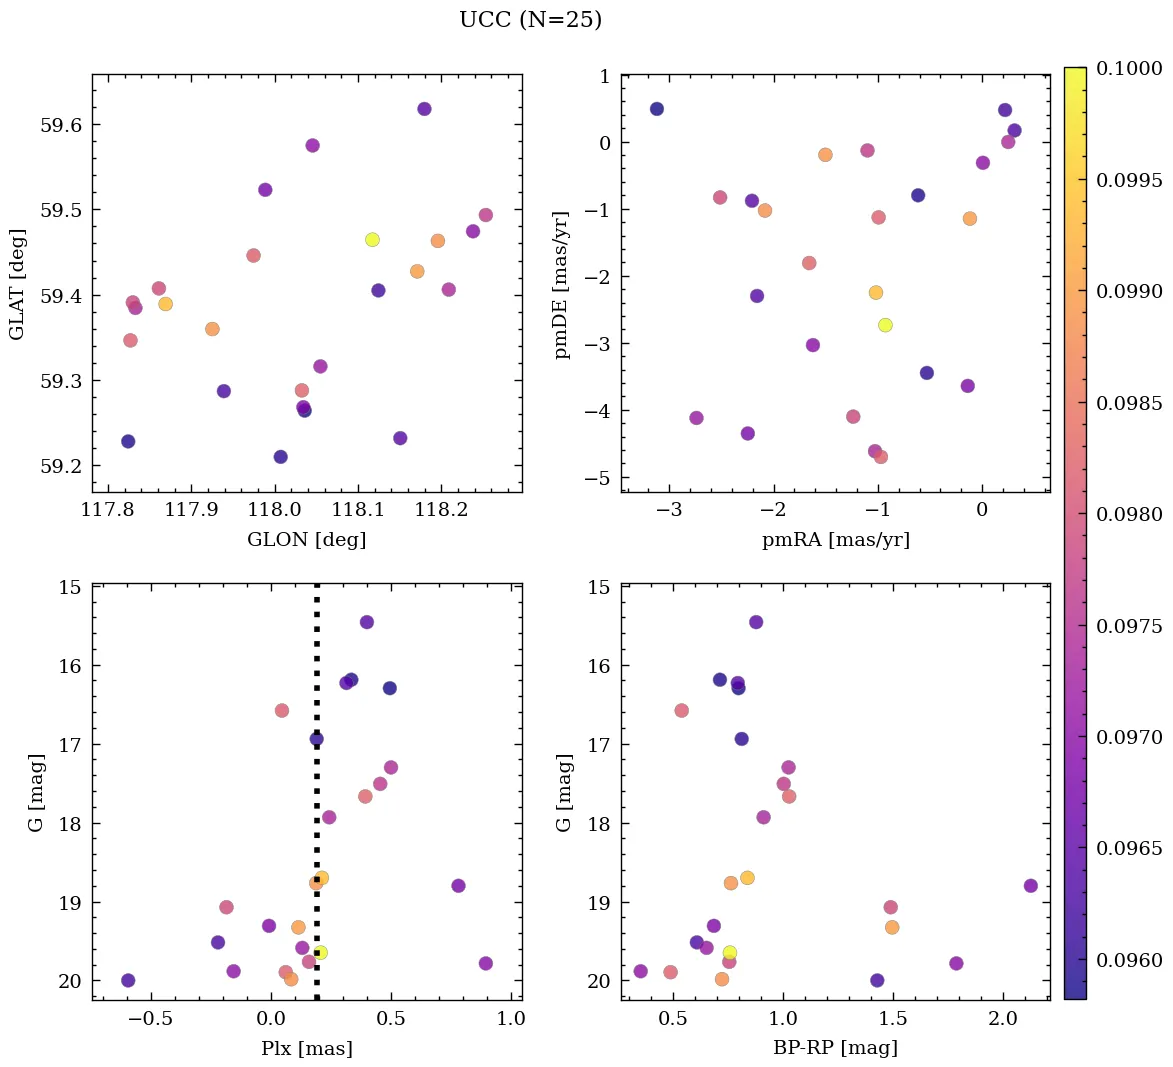 UCC (N=25)
59.6
59.5
59.4
59.3
59.2
GLAT [deg]
117.8 117.9 118.0 118.1 118.2
GLON [deg]
1
0
−1
−2
−3
−4
−5
pmDE [mas/yr]
−3 −2 −1 0
pmRA [mas/yr]
15
16
17
18
19
20
G [mag]
−0.5 0.0 0.5 1.0
Plx [mas]
15
16
17
18
19
20
G [mag]
0.5 1.0 1.5 2.0
BP-RP [mag]
0.1000
0.0995
0.0990
0.0985
0.0980
0.0975
0.0970
0.0965
0.0960